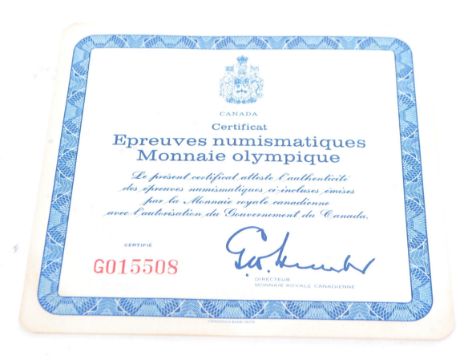 CANADA
Certificat
Epreuves numismatiques
Monnaie olympique
Le présent certificat atteste l'authenticité
des épreuves numismatiques ci-incluses émises
par la Monnaie royale canadienne
avec l'autorisation du Gouvernement du Canada.
CERTIFIÉ
G015508
DIRECTEUR
MONNAIE ROYALE CANADIENNE